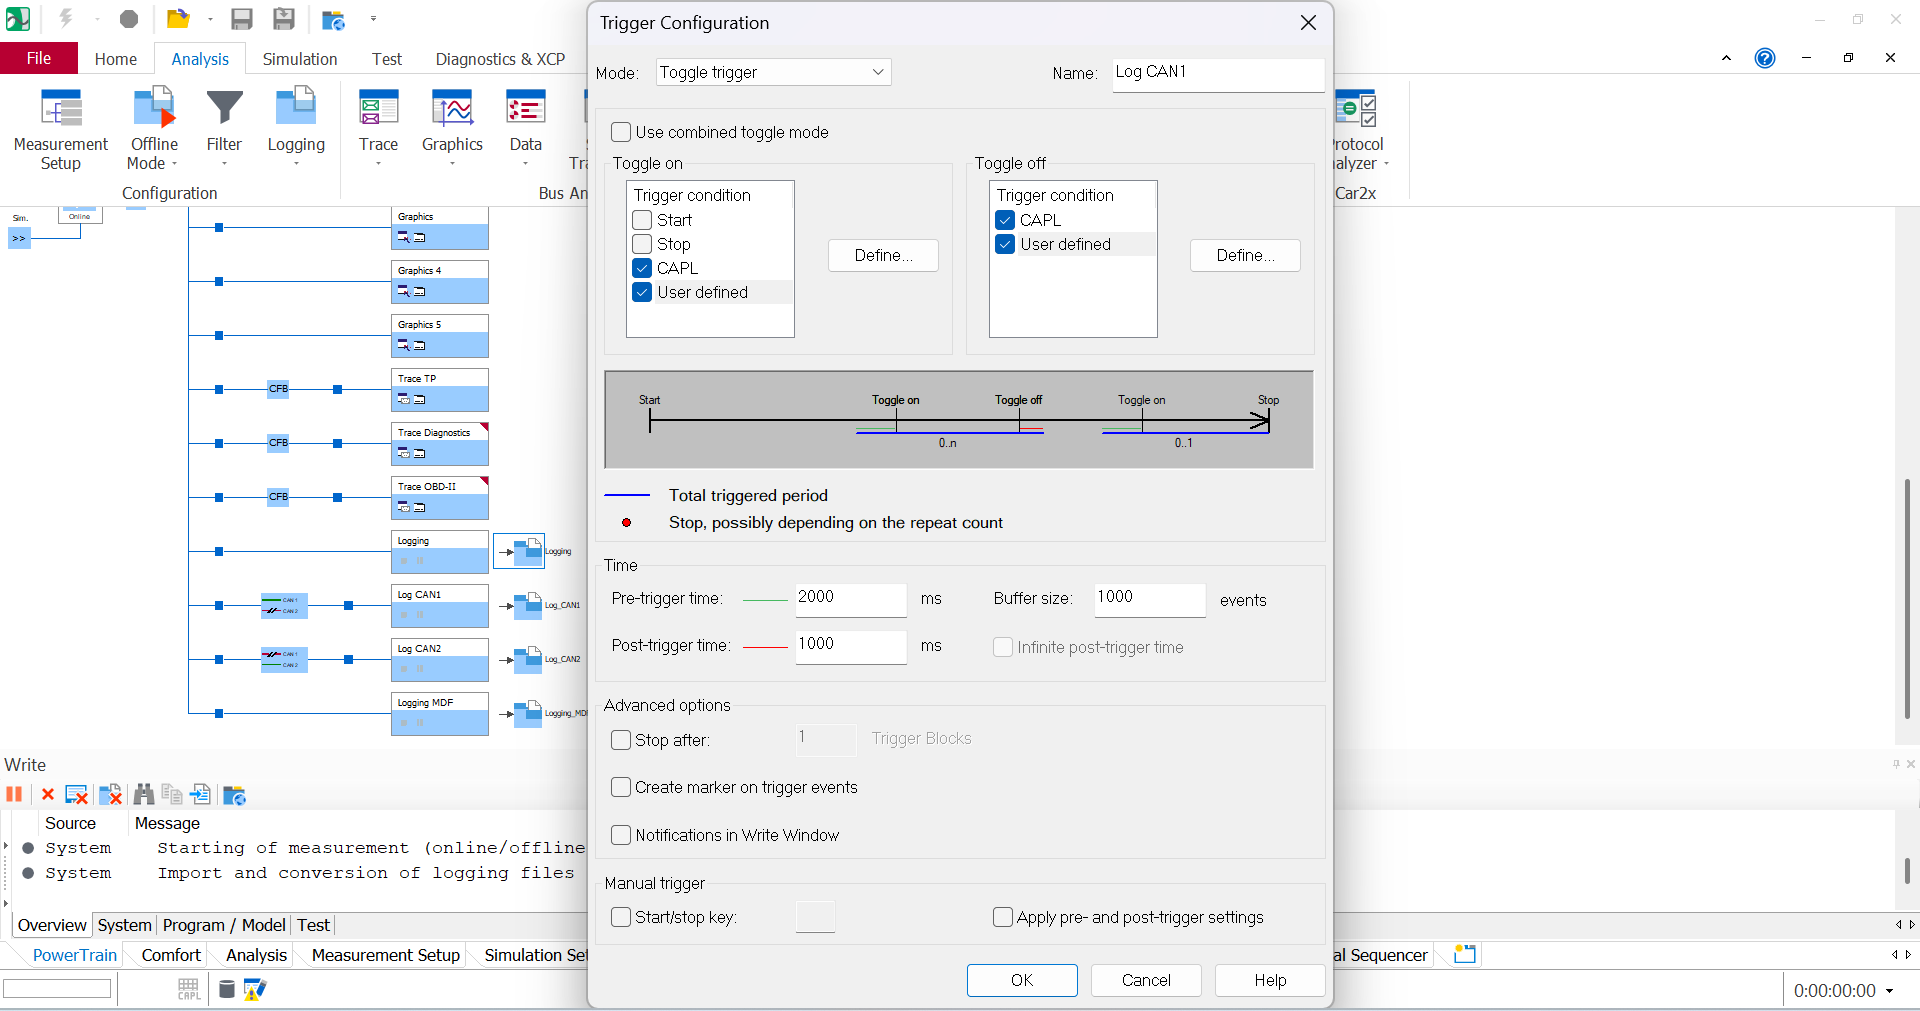 Trigger Configuration
File
Home
Analysis
Simulation
Test
Diagnostics & XCP
Measurement
Setup
Offline
Mode
Filter
Logging
Trace
Graphics
Data
Configuration
Bus An
Car2x
Sim.
Online
>>
Graphics
Graphics 4
Graphics 5
CFB
Trace TP
CFB
Trace Diagnostics
CFB
Trace OBD-II
Logging
Logging
CAN 1
CAN 2
Log CAN1
Log_CAN1
CAN 1
CAN 2
Log CAN2
Log_CAN2
Logging MDF
Mode:
Toggle trigger
Name:
Log CAN1
Use combined toggle mode
Toggle on
Trigger condition
Start
Stop
CAPL
User defined
Define...
Toggle off
Trigger condition
CAPL
User defined
Define...
Start
Toggle on
Toggle off
Toggle on
Stop
0..n
0..1
Total triggered period
Stop, possibly depending on the repeat count
Time
Pre-trigger time:
2000
ms
Buffer size:
1000
events
Post-trigger time:
1000
ms
Infinite post-trigger time
Advanced options
Stop after:
1
Trigger Blocks
Create marker on trigger events
Notifications in Write Window
Manual trigger
Start/stop key:
Apply pre- and post-trigger settings
OK
Cancel
Help
Write
Source
Message
System
Starting of measurement (online/offline
System
Import and conversion of logging files
Overview
System
Program / Model
Test
PowerTrain
Comfort
Analysis
Measurement Setup
Simulation Set
al Sequencer
CAPL
0:00:00:00